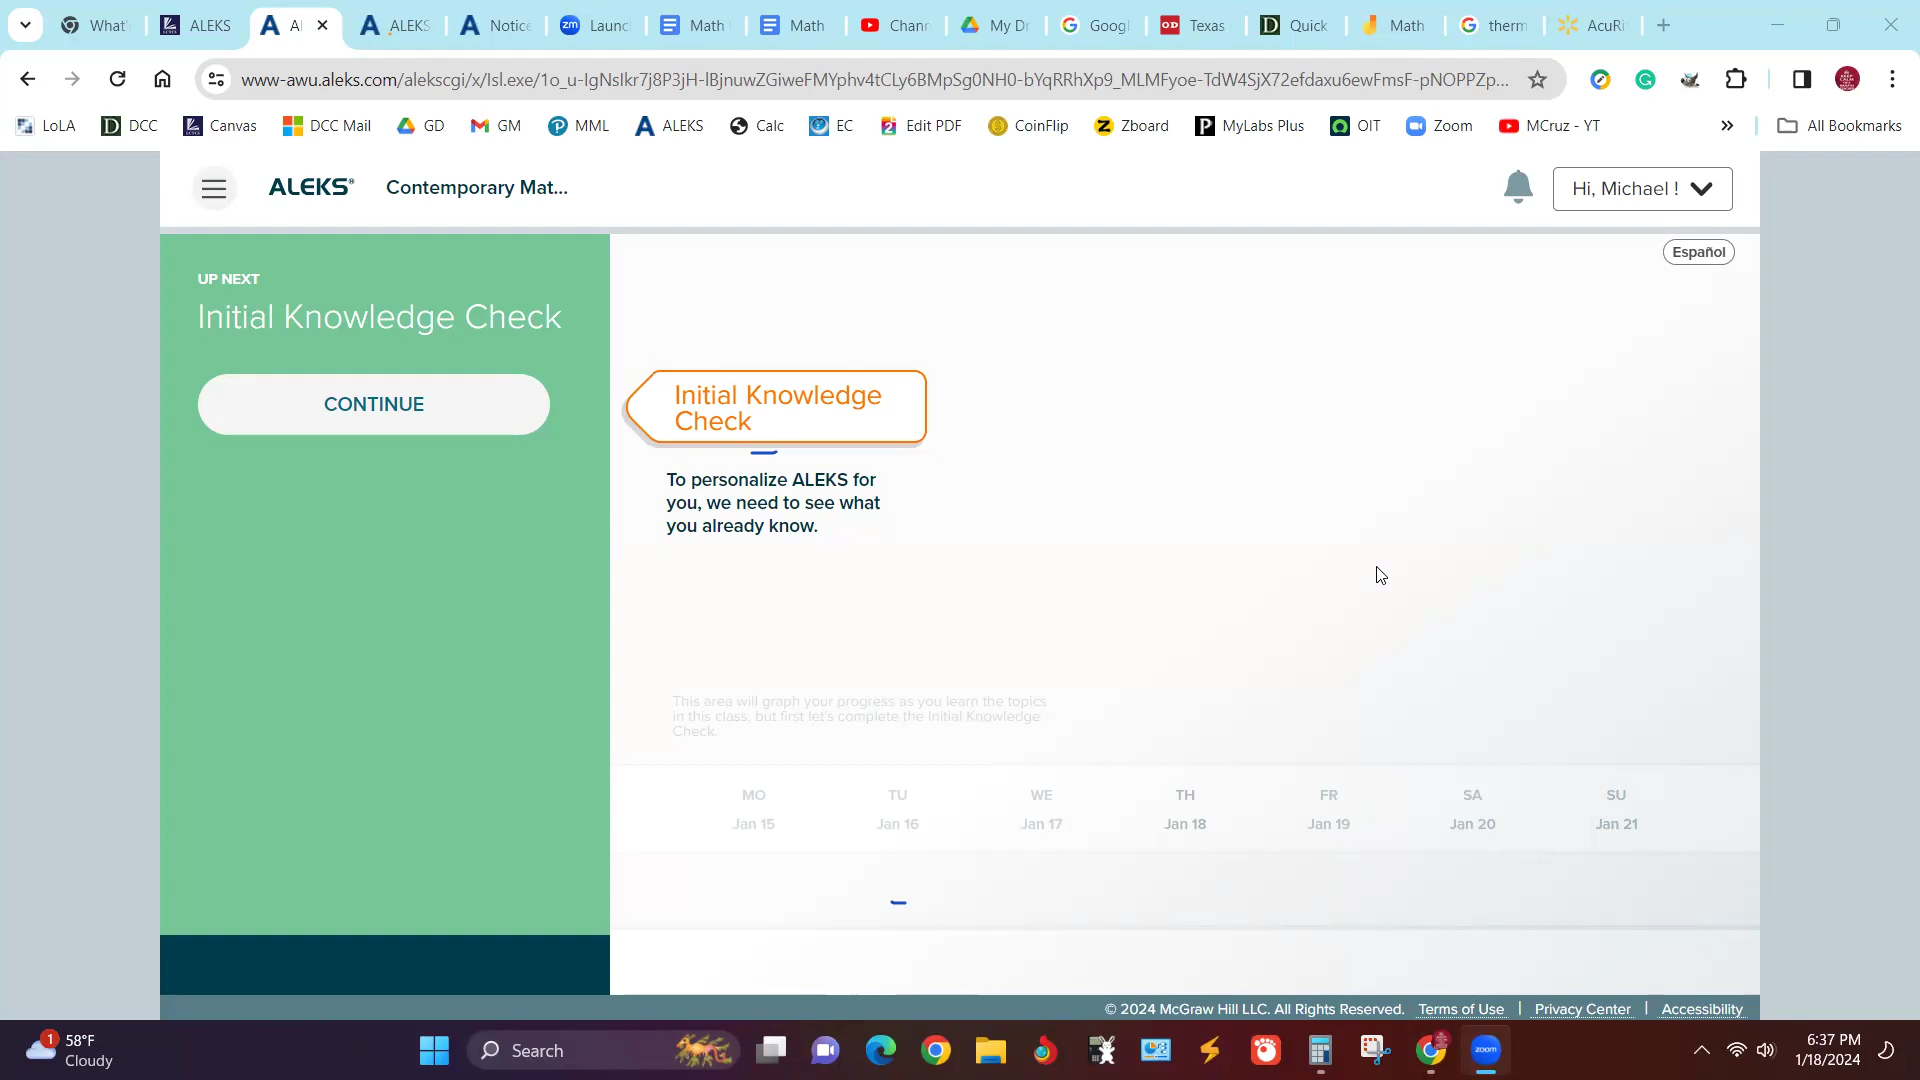 What'
ALEKS
Al
ALEKS
Notice
zm
Launc
Math
Math
Chann
My Dr
Googl
OD
Texas
D
Quick
Math
therm
AcuRi
www-awu.aleks.com/alekscgi/x/Isl.exe/1o_u-IgNsIkr7j8P3jH-lBjnuwZGiweFMYphv4tCLy6BMpSg0NH0-bYqRRhXp9_MLMFyoe-TdW4SjX72efdaxu6ewFmsF-pNOPPZp...
LoLA
DCC
Canvas
DCC Mail
GD
GM
MML
ALEKS
Calc
EC
Edit PDF
CoinFlip
Zboard
MyLabs Plus
OIT
Zoom
MCruz - YT
All Bookmarks
ALEKS®
Contemporary Mat...
Hi, Michael !
Español
UP NEXT
Initial Knowledge Check
CONTINUE
Initial Knowledge
Check
To personalize ALEKS for
you, we need to see what
you already know.
This area will graph your progress as you learn the topics
in this class, but first let's complete the Initial Knowledge
Check.
MO
TU
WE
TH
FR
SA
SU
Jan 15
Jan 16
Jan 17
Jan 18
Jan 19
Jan 20
Jan 21
© 2024 McGraw Hill LLC. All Rights Reserved.
Terms of Use
Privacy Center
Accessibility
1
58°F
Cloudy
Search
zoom
6:37 PM
1/18/2024